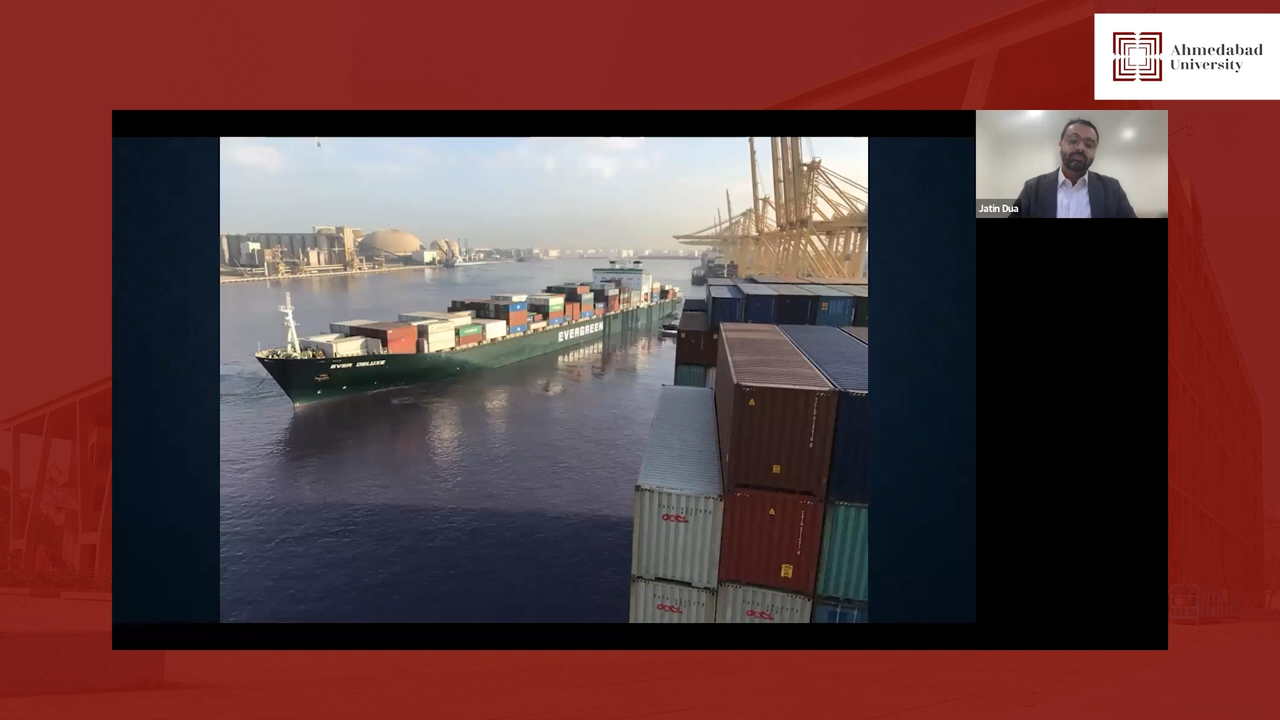 Ahmedabad
University
Jatin Dua
EVERGREEN
EVER DELUXE
OOCL
OOCL
OOCL